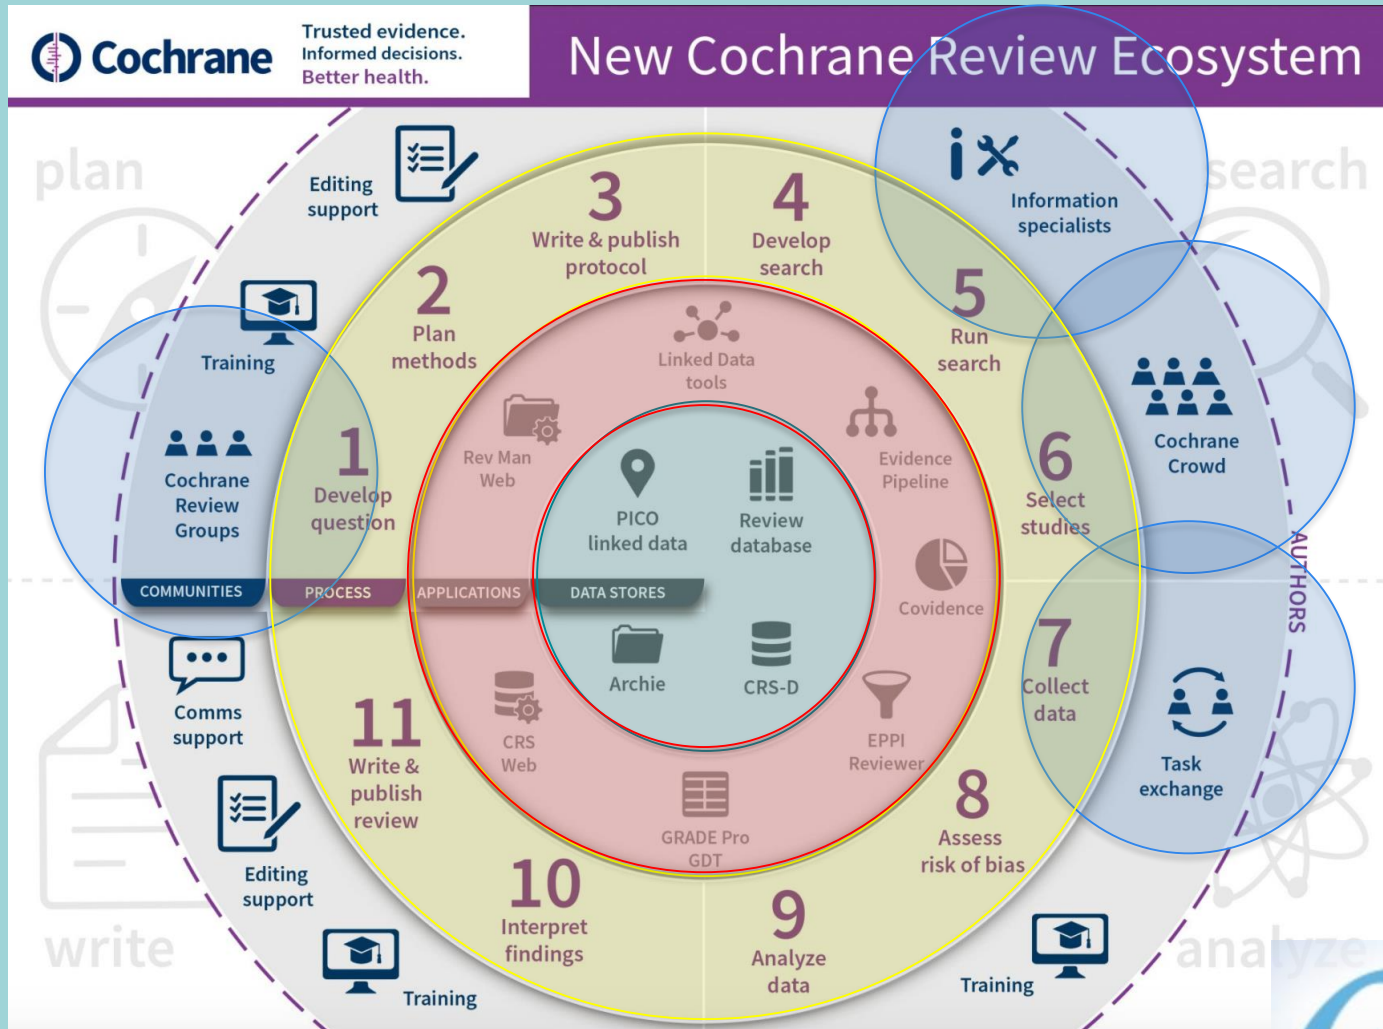 Cochrane
Trusted evidence.
Informed decisions.
Better health.
New Cochrane Review Ecosystem
plan
search
Editing
support
3
Write & publish
protocol
4
Develop
search
Information
specialists
2
Plan
methods
5
Run
search
Training
Linked Data
tools
Cochrane
Review
Groups
1
Develop
question
Rev Man
Web
Evidence
Pipeline
6
Select
studies
Cochrane
Crowd
PICO
linked data
Review
database
COMMUNITIES
PROCESS
APPLICATIONS
DATA STORES
Covidence
AUTHORS
Comms
support
11
Write &
publish
review
CRS
Web
Archie
CRS-D
EPPI
Reviewer
7
Collect
data
Task
exchange
GRADE Pro
GDT
8
Assess
risk of bias
Editing
support
10
Interpret
findings
9
Analyze
data
write
Training
Training
analyze